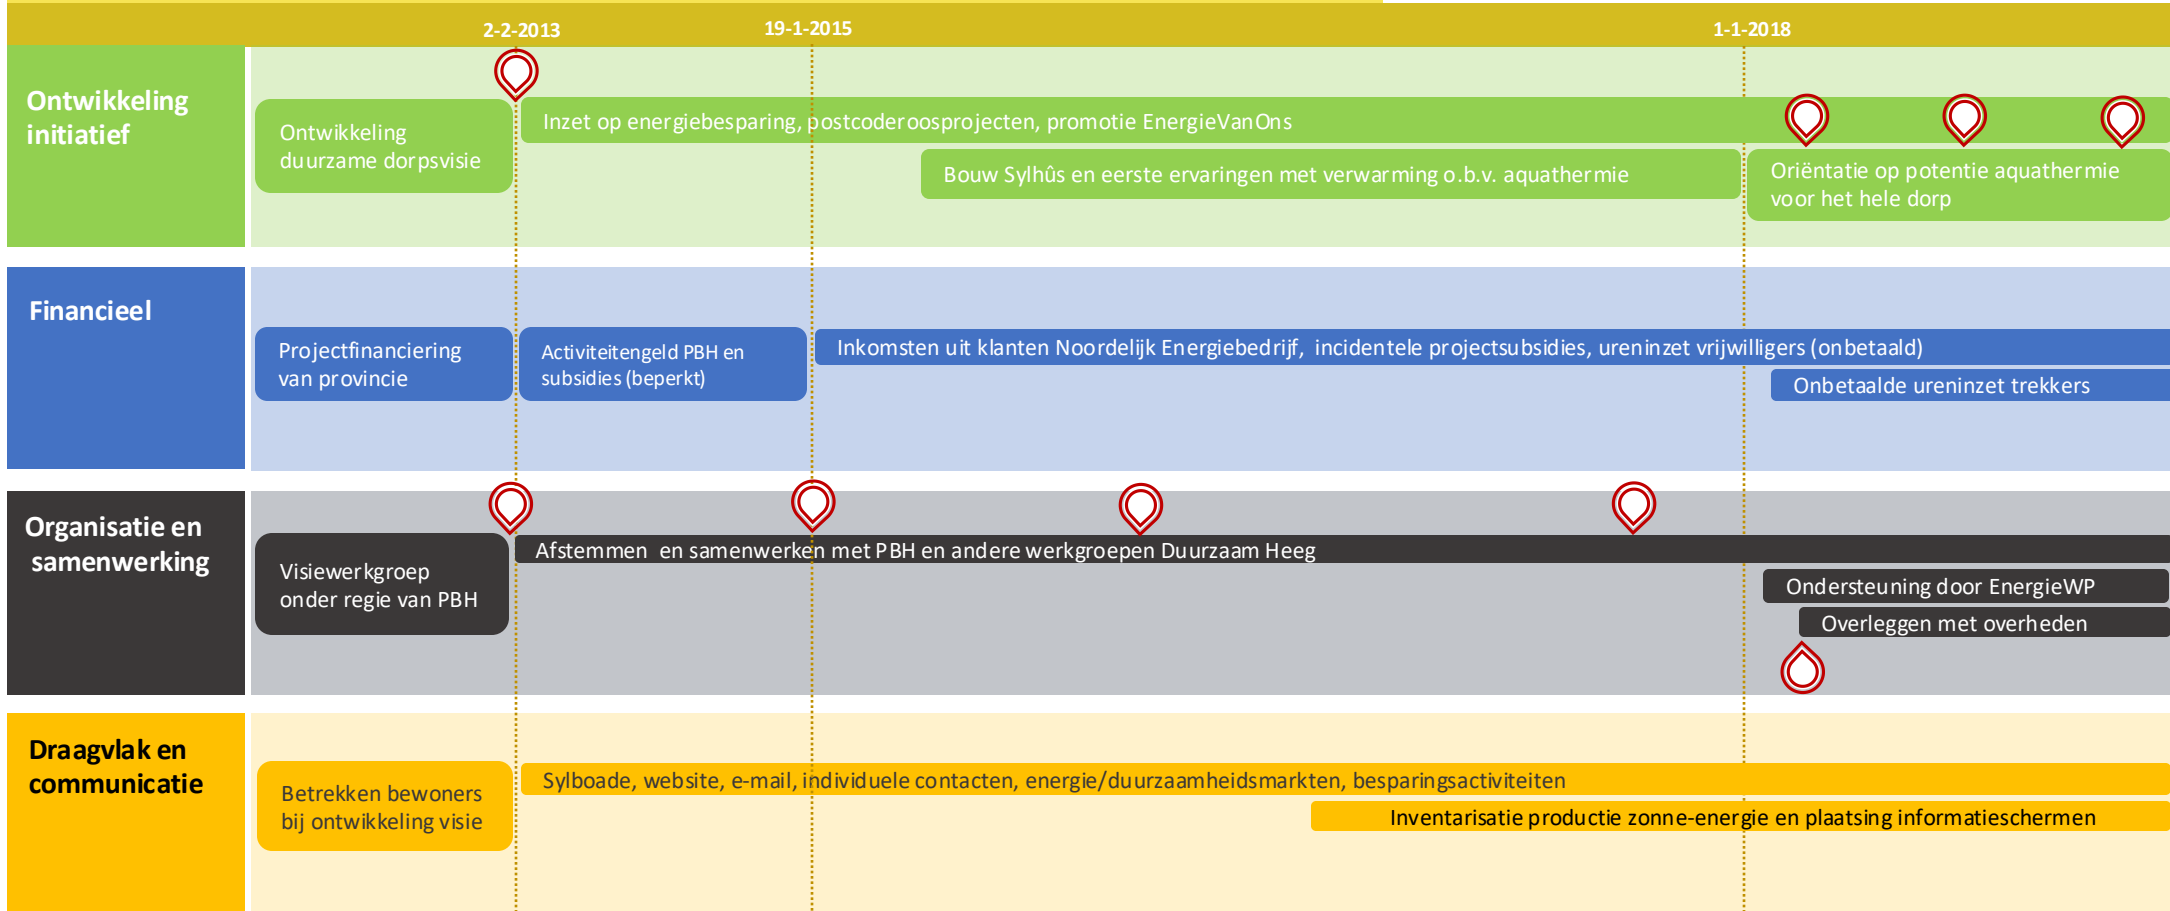 2-2-2013
19-1-2015
1-1-2018
Ontwikkeling
initiatief
Ontwikkeling
duurzame dorpsvisie
Inzet op energiebesparing, postcoderoosprojecten, promotie EnergieVanOns
Bouw Sylhûs en eerste ervaringen met verwarming o.b.v. aquathermie
Oriëntatie op potentie aquathermie
voor het hele dorp
Financieel
Projectfinanciering
van provincie
Activiteitengeld PBH en
subsidies (beperkt)
Inkomsten uit klanten Noordelijk Energiebedrijf, incidentele projectsubsidies, ureninzet vrijwilligers (onbetaald)
Onbetaalde ureninzet trekkers
Organisatie en
samenwerking
Visiewerkgroep
onder regie van PBH
Afstemmen en samenwerken met PBH en andere werkgroepen Duurzaam Heeg
Ondersteuning door EnergieWP
Overleggen met overheden
Draagvlak en
communicatie
Betrekken bewoners
bij ontwikkeling visie
Sylboade, website, e-mail, individuele contacten, energie/duurzaamheidsmarkten, besparingsactiviteiten
Inventarisatie productie zonne-energie en plaatsing informatieschermen